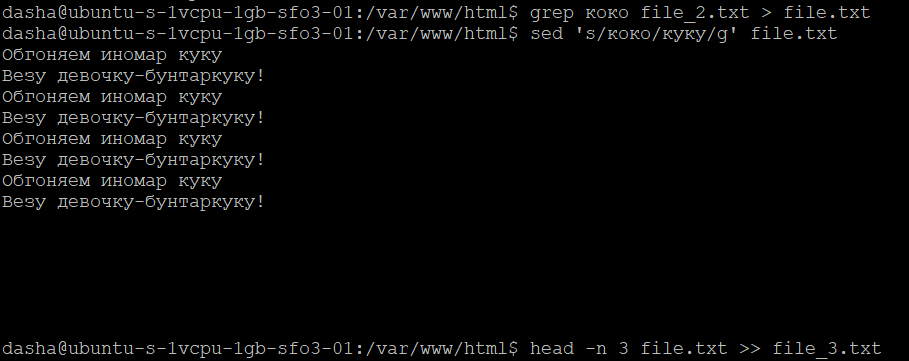 dasha@ubuntu-s-1vcpu-1gb-sfo3-01:/var/www/html$ grep коко file_2.txt > file.txt
dasha@ubuntu-s-1vcpu-1gb-sfo3-01:/var/www/html$ sed 's/коко/куку/g' file.txt
Обгоняем иномар куку
Везу девочку-бунтаркуку!
Обгоняем иномар куку
Везу девочку-бунтаркуку!
Обгоняем иномар куку
Везу девочку-бунтаркуку!
Обгоняем иномар куку
Везу девочку-бунтаркуку!
dasha@ubuntu-s-1vcpu-1gb-sfo3-01:/var/www/html$ head -n 3 file.txt >> file_3.txt